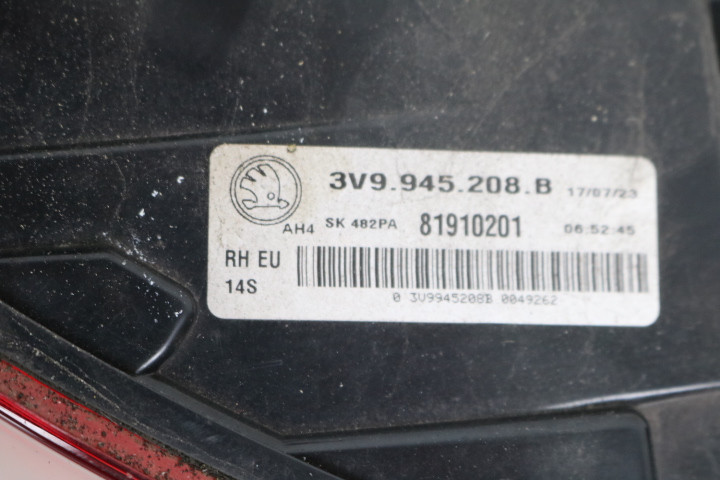 3V9.945.208.B 17/07/23
AH4 SK 482PA 81910201 06:52:45
RH EU
14S
0 3V9945208B 0049262